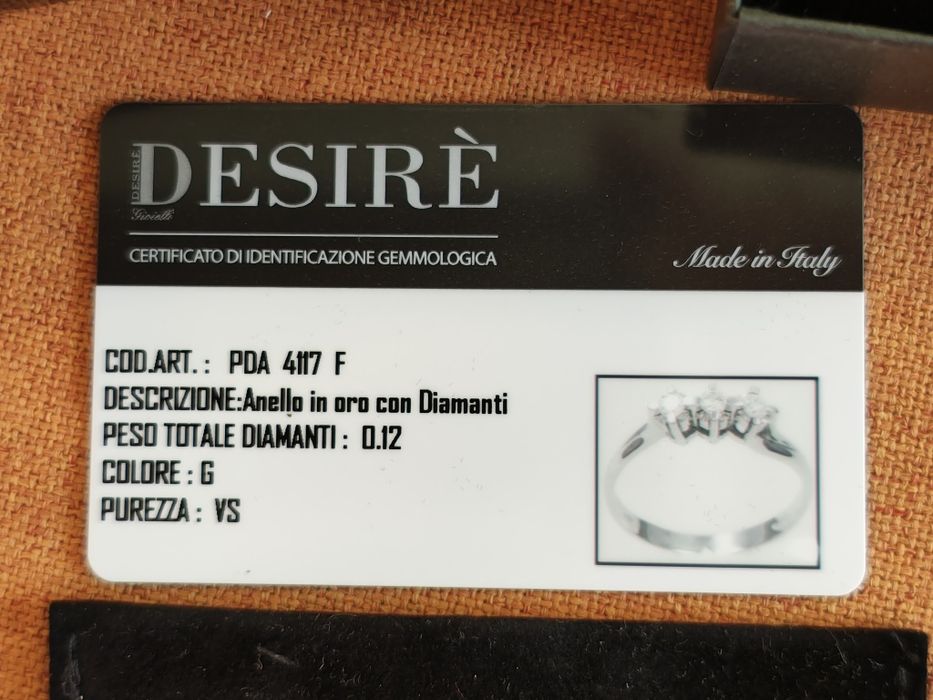 DESIRÈ
DESIRÈ
Gioielli
CERTIFICATO DI IDENTIFICAZIONE GEMMOLOGICA
Made in Italy
COD.ART. : PDA 4117 F
DESCRIZIONE:Anello in oro con Diamanti
PESO TOTALE DIAMANTI : 0.12
COLORE : G
PUREZZA : VS